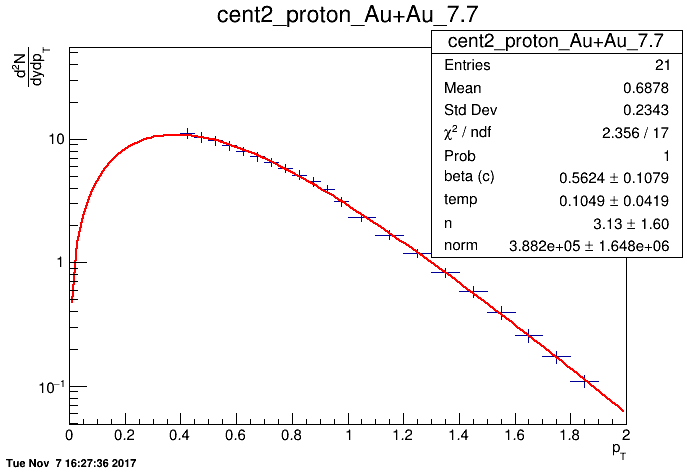 cent2_proton_Au+Au_7.7
cent2_proton_Au+Au_7.7
Entries 21
Mean 0.6878
Std Dev 0.2343
χ² / ndf 2.356 / 17
Prob 1
beta (c) 0.5624 ± 0.1079
temp 0.1049 ± 0.0419
n 3.13 ± 1.60
norm 3.882e+05 ± 1.648e+06
d²N
dydp_T
10
1
10⁻¹
0 0.2 0.4 0.6 0.8 1 1.2 1.4 1.6 1.8 2
p_T
Tue Nov 7 16:27:36 2017